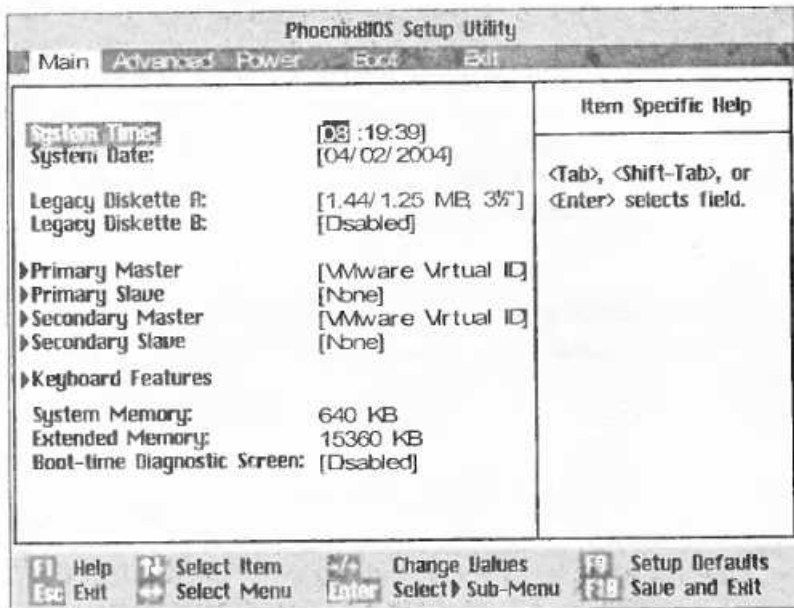 PhoenixBIOS Setup Utility
Main Advanced Power Boot Exit
Item Specific Help
System Time: [08 :19:39]
System Date: [04/02/2004]
<Tab>, <Shift-Tab>, or
<Enter> selects field.
Legacy Diskette A: [1.44/1.25 MB, 3½"]
Legacy Diskette B: [Disabled]
Primary Master [VMware Virtual ID]
Primary Slave [None]
Secondary Master [VMware Virtual ID]
Secondary Slave [None]
Keyboard Features
System Memory: 640 KB
Extended Memory: 15360 KB
Boot-time Diagnostic Screen: [Disabled]
F1 Help ↑↓ Select Item -/+ Change Values F9 Setup Defaults
Esc Exit ↔ Select Menu Enter Select Sub-Menu F10 Save and Exit